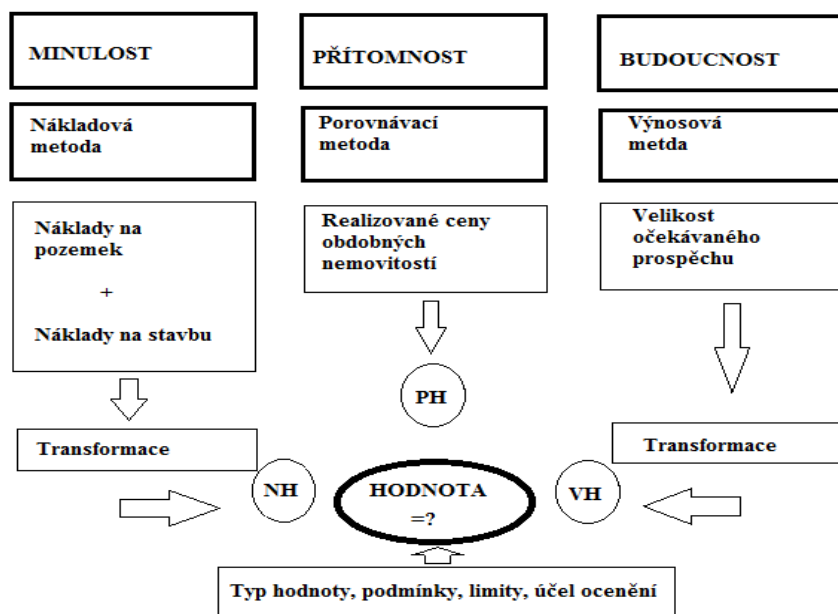 MINULOST
PŘÍTOMNOST
BUDOUCNOST
Nákladová
metoda
Porovnávací
metoda
Výnosová
metda
Náklady na
pozemek
+
Náklady na stavbu
Realizované ceny
obdobných
nemovitostí
Velikost
očekávaného
prospěchu
PH
Transformace
Transformace
NH
HODNOTA
=?
VH
Typ hodnoty, podmínky, limity, účel ocenění